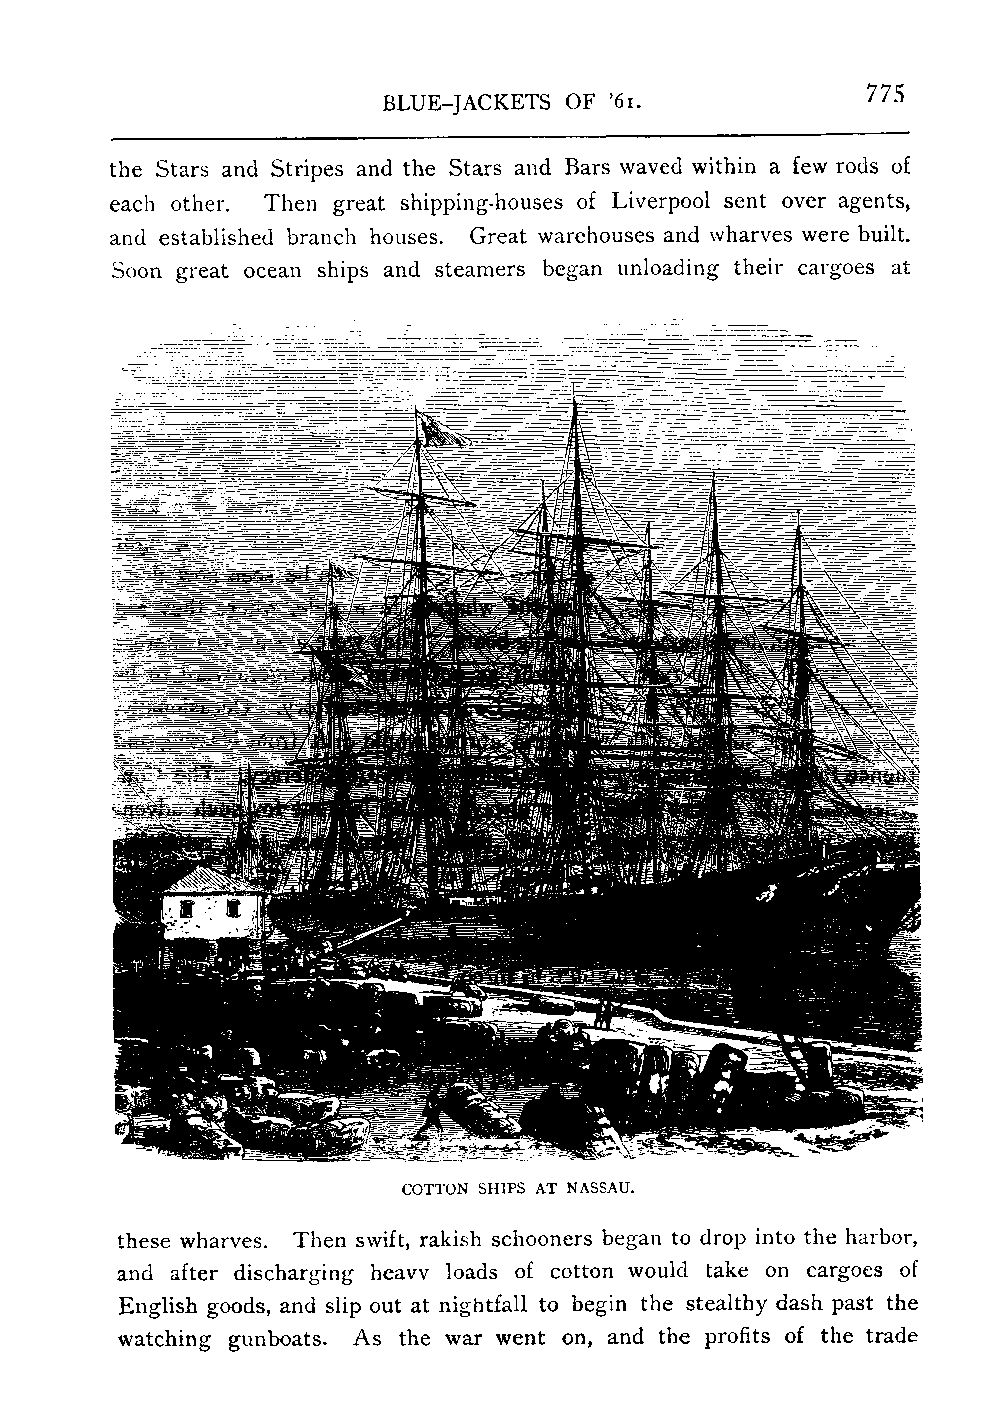 BLUE-JACKETS OF '61.
775
the Stars and Stripes and the Stars and Bars waved within a few rods of
each other. Then great shipping-houses of Liverpool sent over agents,
and established branch houses. Great warehouses and wharves were built.
Soon great ocean ships and steamers began unloading their cargoes at
COTTON SHIPS AT NASSAU.
these wharves. Then swift, rakish schooners began to drop into the harbor,
and after discharging heavy loads of cotton would take on cargoes of
English goods, and slip out at nightfall to begin the stealthy dash past the
watching gunboats. As the war went on, and the profits of the trade